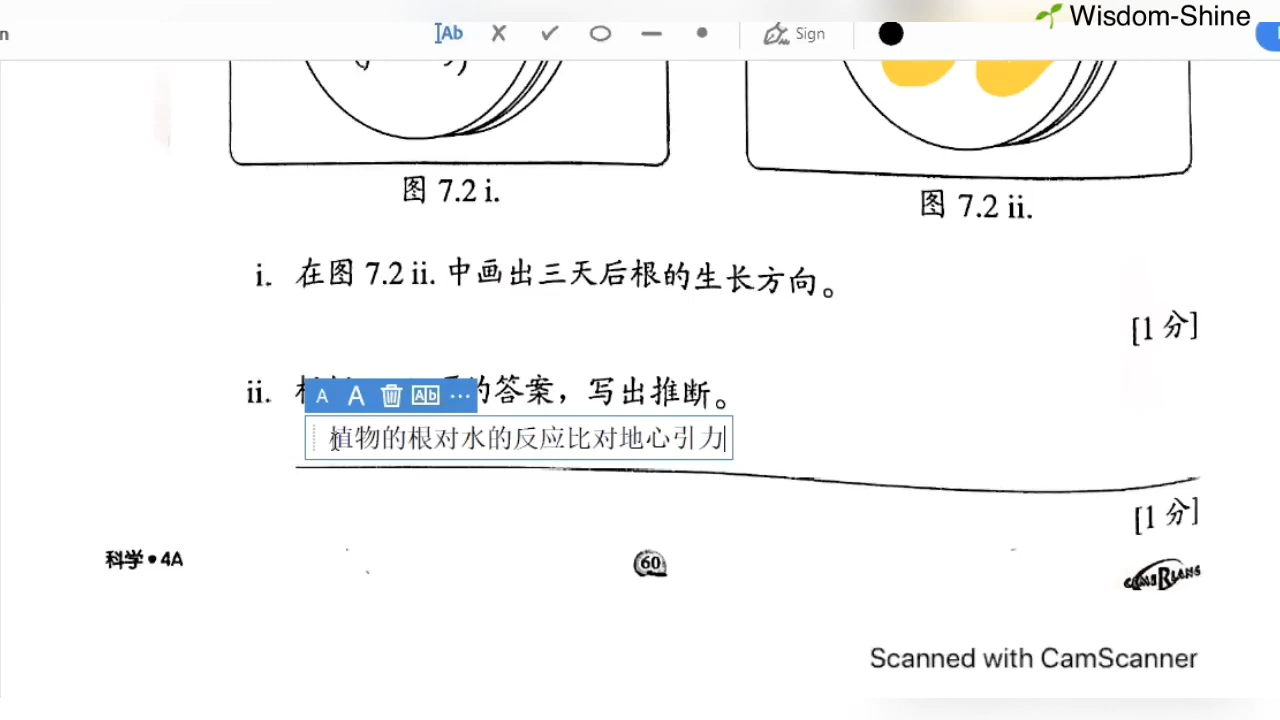 Wisdom-Shine
n
Ab
Sign
图 7.2 i.
图 7.2 ii.
i. 在图 7.2 ii. 中画出三天后根的生长方向。
[1 分]
ii. 的答案，写出推断。
A A Ab ...
植物的根对水的反应比对地心引力
[1 分]
科学•4A
60
Scanned with CamScanner